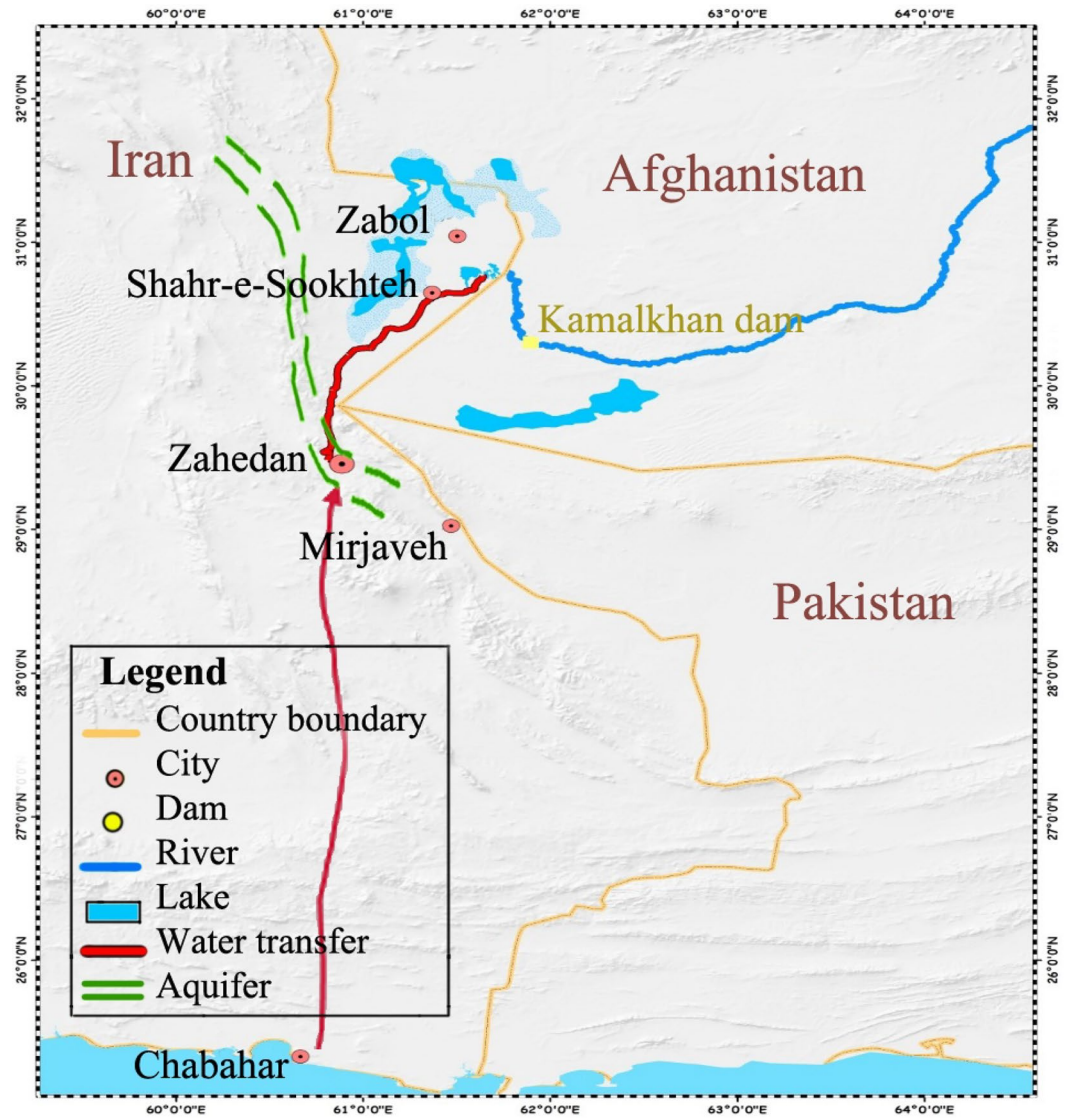 60°0'0"E 61°0'0"E 62°0'0"E 63°0'0"E 64°0'0"E
32°0'0"N 32°0'0"N
Iran
Afghanistan
Zabol
31°0'0"N 31°0'0"N
Shahr-e-Sookhteh
Kamalkhan dam
30°0'0"N 30°0'0"N
Zahedan
29°0'0"N 29°0'0"N
Mirjaveh
Pakistan
Legend
28°0'0"N 28°0'0"N
Country boundary
City
Dam
27°0'0"N 27°0'0"N
River
Lake
Water transfer
26°0'0"N 26°0'0"N
Aquifer
Chabahar
60°0'0"E 61°0'0"E 62°0'0"E 63°0'0"E 64°0'0"E